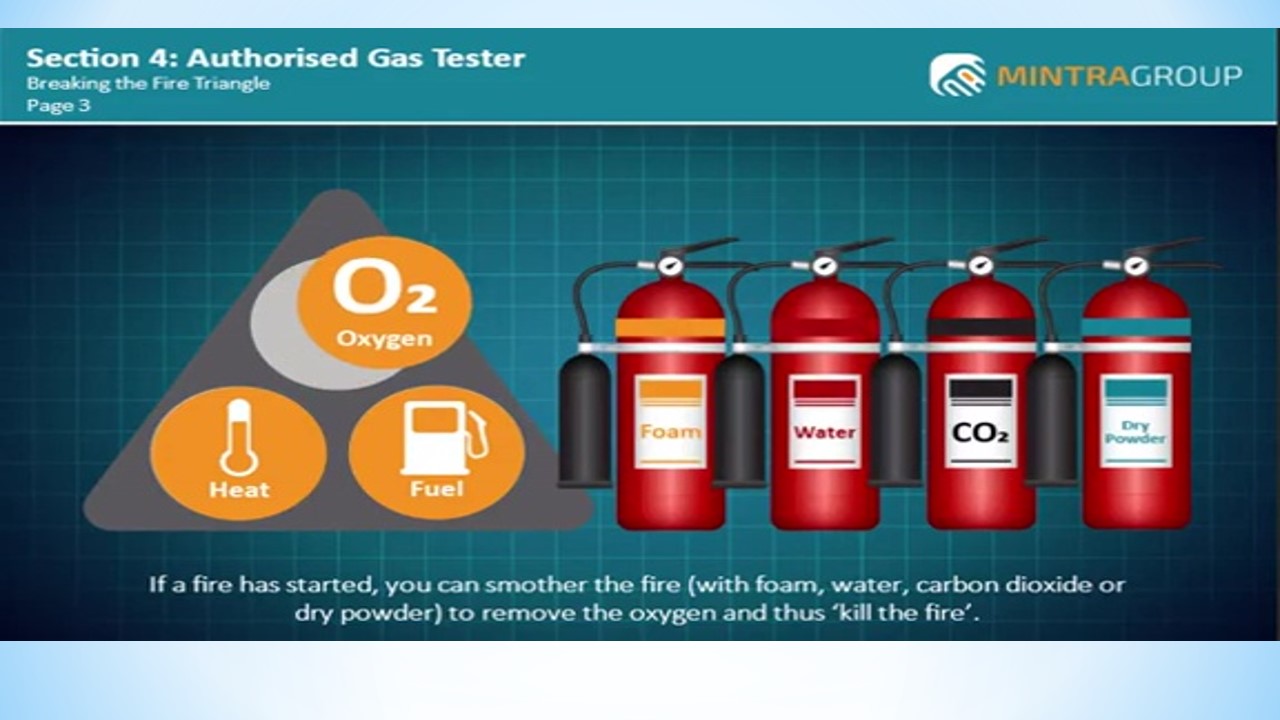 Section 4: Authorised Gas Tester
Breaking the Fire Triangle
Page 3
MINTRAGROUP
O₂
Oxygen
Heat
Fuel
Foam
Water
CO₂
Dry
Powder
If a fire has started, you can smother the fire (with foam, water, carbon dioxide or
dry powder) to remove the oxygen and thus ‘kill the fire’.